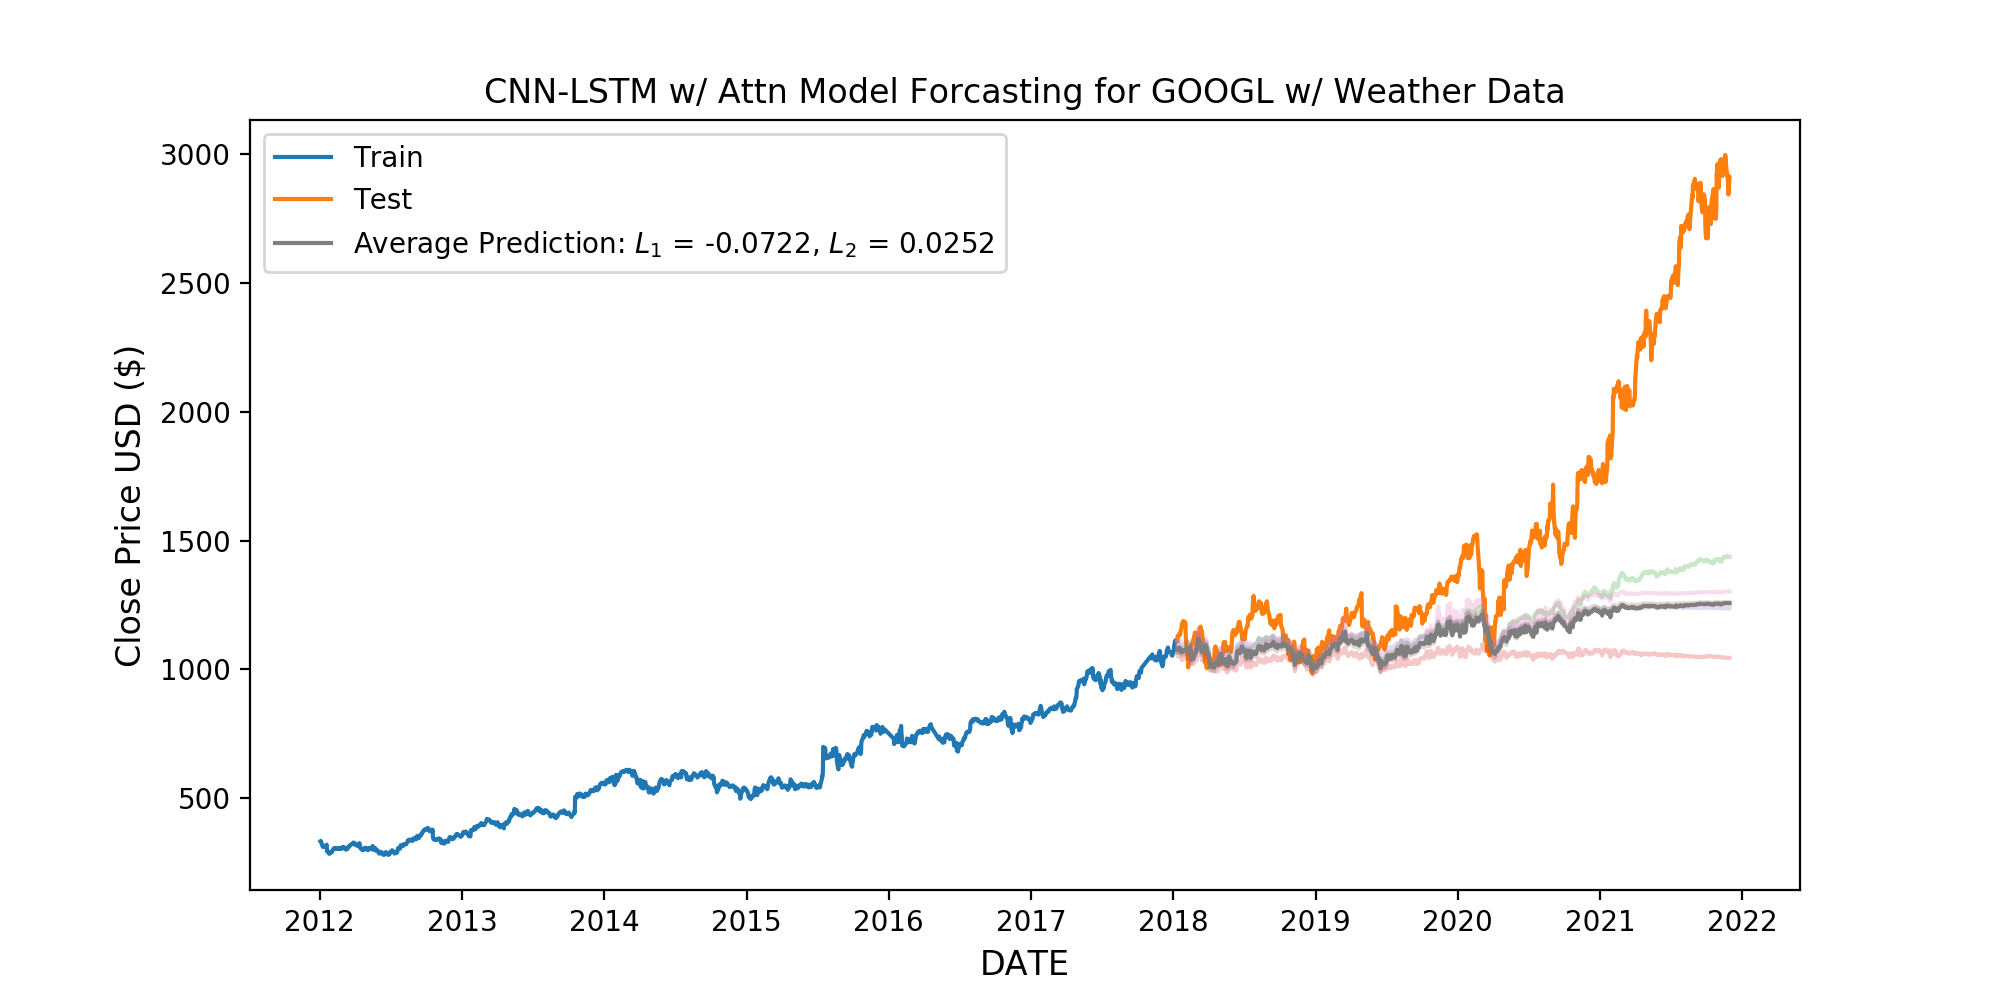 CNN-LSTM w/ Attn Model Forcasting for GOOGL w/ Weather Data
Train
Test
Average Prediction: L₁ = -0.0722, L₂ = 0.0252
3000
2500
2000
1500
1000
500
Close Price USD ($)
2012 2013 2014 2015 2016 2017 2018 2019 2020 2021 2022
DATE